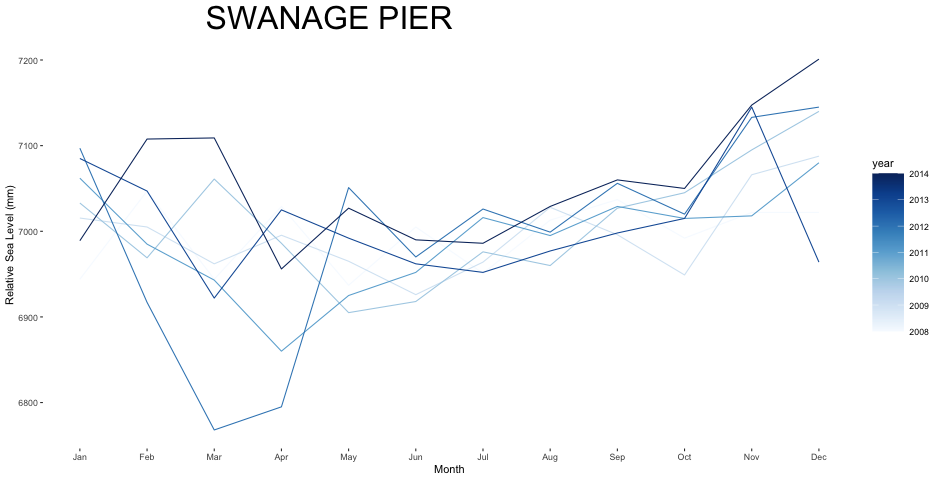 SWANAGE PIER
7200
7100
7000
6900
6800
Relative Sea Level (mm)
Jan Feb Mar Apr May Jun Jul Aug Sep Oct Nov Dec
Month
year
2014
2013
2012
2011
2010
2009
2008